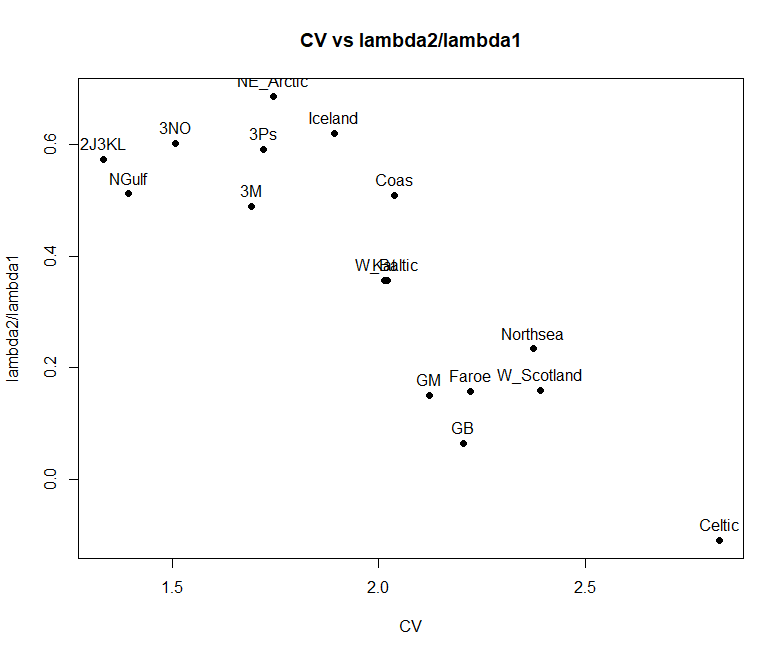 CV vs lambda2/lambda1
NE_Arctic
Iceland
3NO
3Ps
2J3KL
NGulf
3M
Coas
W_Baltic
Northsea
GM
Faroe
W_Scotland
GB
Celtic
0.6
0.4
0.2
0.0
lambda2/lambda1
1.5
2.0
2.5
CV